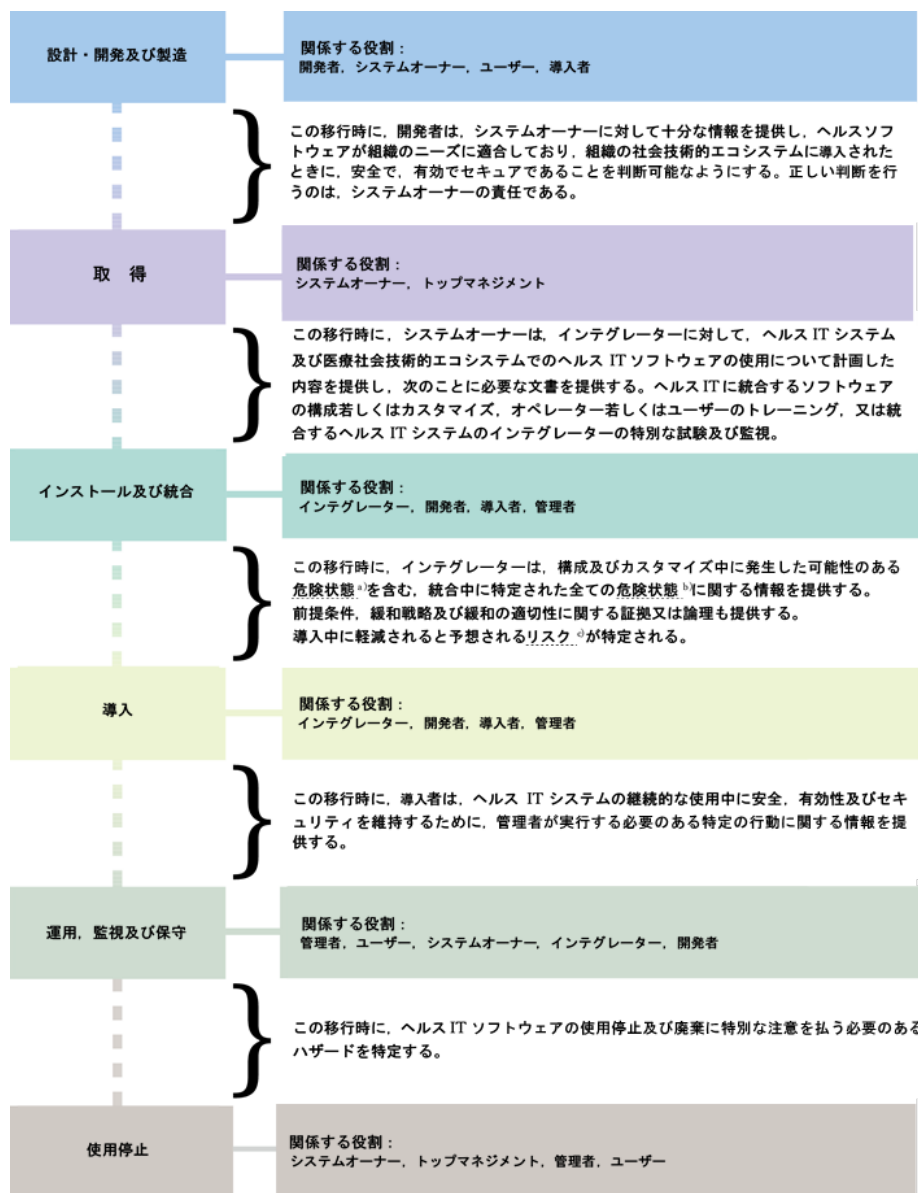 設計・開発及び製造
関係する役割：
開発者，システムオーナー，ユーザー，導入者
この移行時に，開発者は，システムオーナーに対して十分な情報を提供し，ヘルスソフ
トウェアが組織のニーズに適合しており，組織の社会技術的エコシステムに導入された
ときに，安全で，有効でセキュアであることを判断可能なようにする。正しい判断を行
うのは，システムオーナーの責任である。
取　得
関係する役割：
システムオーナー，トップマネジメント
この移行時に，システムオーナーは，インテグレーターに対して，ヘルス IT システム
及び医療社会技術的エコシステムでのヘルス IT ソフトウェアの使用について計画した
内容を提供し，次のことに必要な文書を提供する。ヘルス IT に統合するソフトウェア
の構成若しくはカスタマイズ，オペレーター若しくはユーザーのトレーニング，又は統
合するヘルス IT システムのインテグレーターの特別な試験及び監視。
インストール及び統合
関係する役割：
インテグレーター，開発者，導入者，管理者
この移行時に，インテグレーターは，構成及びカスタマイズ中に発生した可能性のある
危険状態 a)を含む，統合中に特定された全ての危険状態 b)に関する情報を提供する。
前提条件，緩和戦略及び緩和の適切性に関する証拠又は論理も提供する。
導入中に軽減されると予想されるリスク c)が特定される。
導入
関係する役割：
インテグレーター，開発者，導入者，管理者
この移行時に，導入者は，ヘルス IT システムの継続的な使用中に安全，有効性及びセキ
ュリティを維持するために，管理者が実行する必要のある特定の行動に関する情報を提
供する。
運用，監視及び保守
関係する役割：
管理者，ユーザー，システムオーナー，インテグレーター，開発者
この移行時に，ヘルス IT ソフトウェアの使用停止及び廃棄に特別な注意を払う必要のある
ハザードを特定する。
使用停止
関係する役割：
システムオーナー，トップマネジメント，管理者，ユーザー